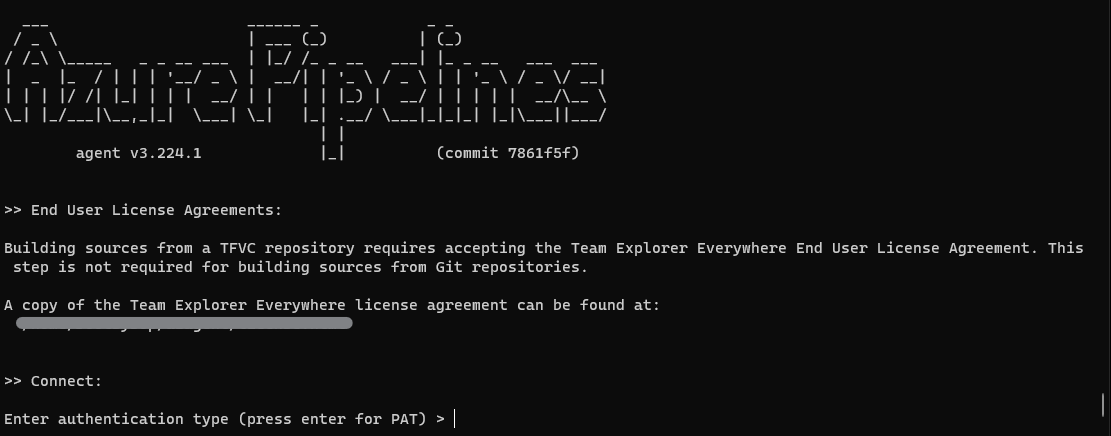 AzurePipelines
agent v3.224.1 (commit 7861f5f)
>> End User License Agreements:
Building sources from a TFVC repository requires accepting the Team Explorer Everywhere End User License Agreement. This
step is not required for building sources from Git repositories.
A copy of the Team Explorer Everywhere license agreement can be found at:
>> Connect:
Enter authentication type (press enter for PAT) >